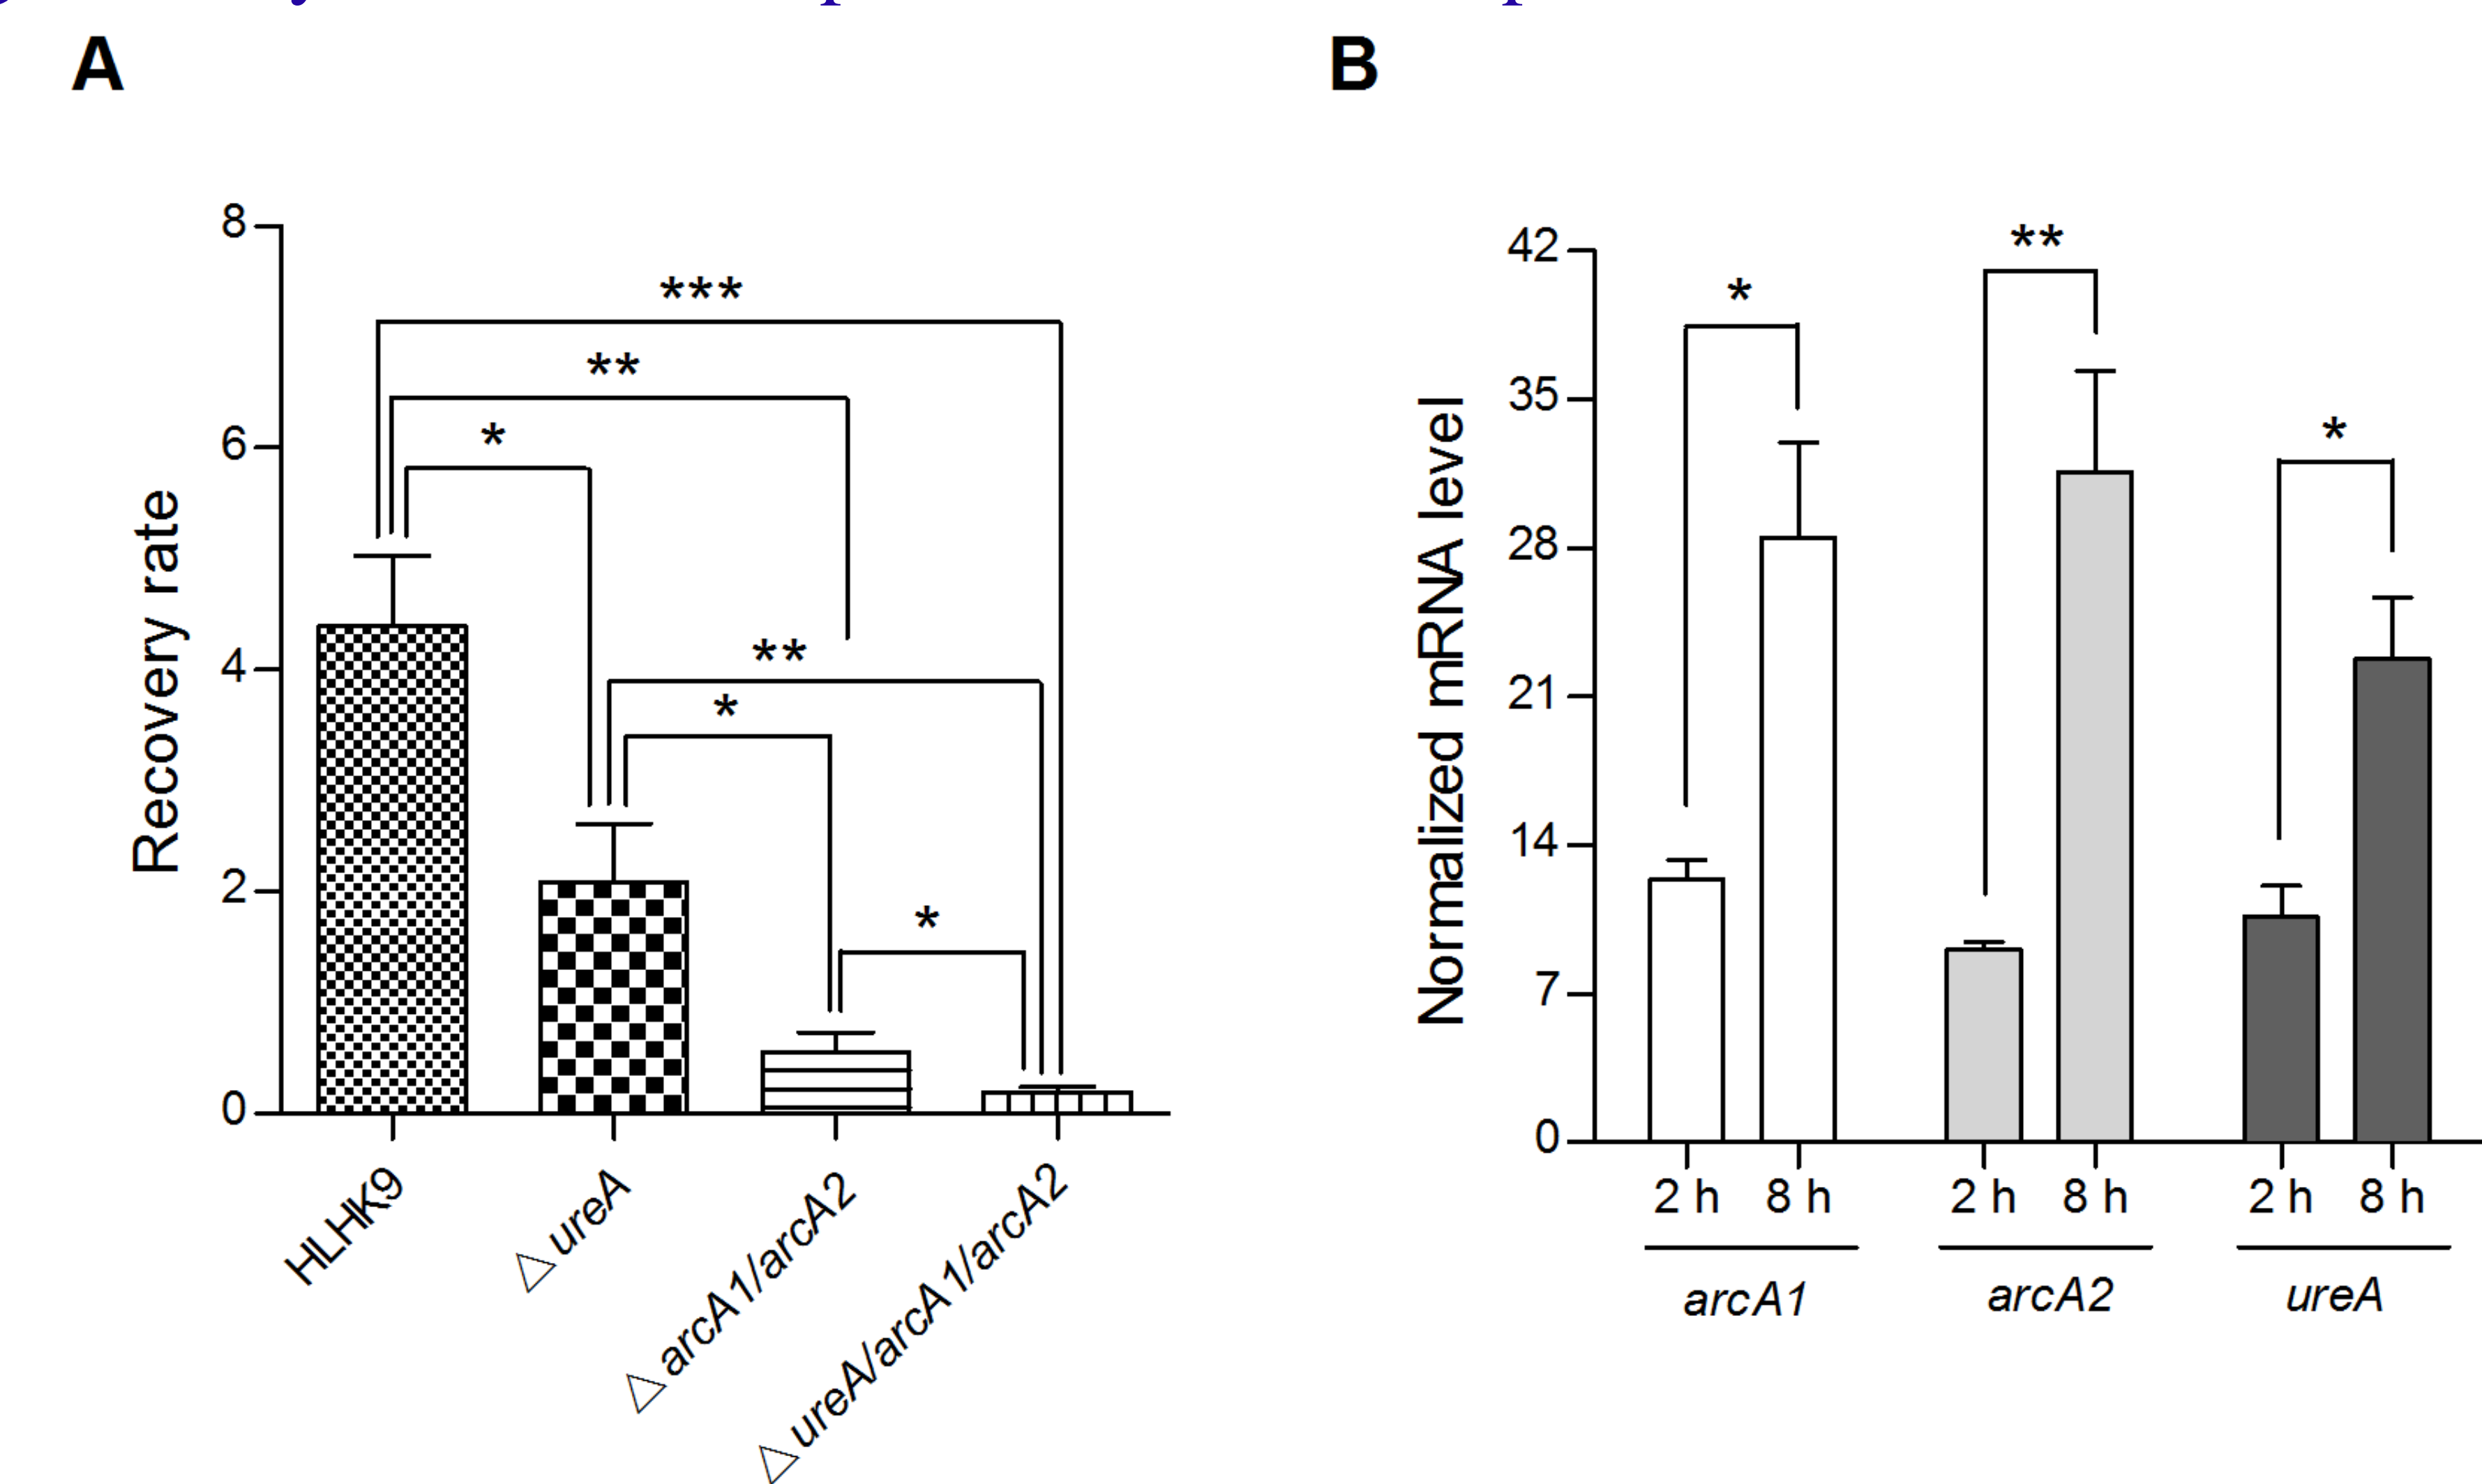 A
Recovery rate
8
6
4
2
0
***
**
*
**
*
*
HLHK9
△ureA
△arcA1/arcA2
△ureA/arcA1/arcA2
B
Normalized mRNA level
42
35
28
21
14
7
0
*
**
*
2 h 8 h 2 h 8 h 2 h 8 h
arcA1 arcA2 ureA